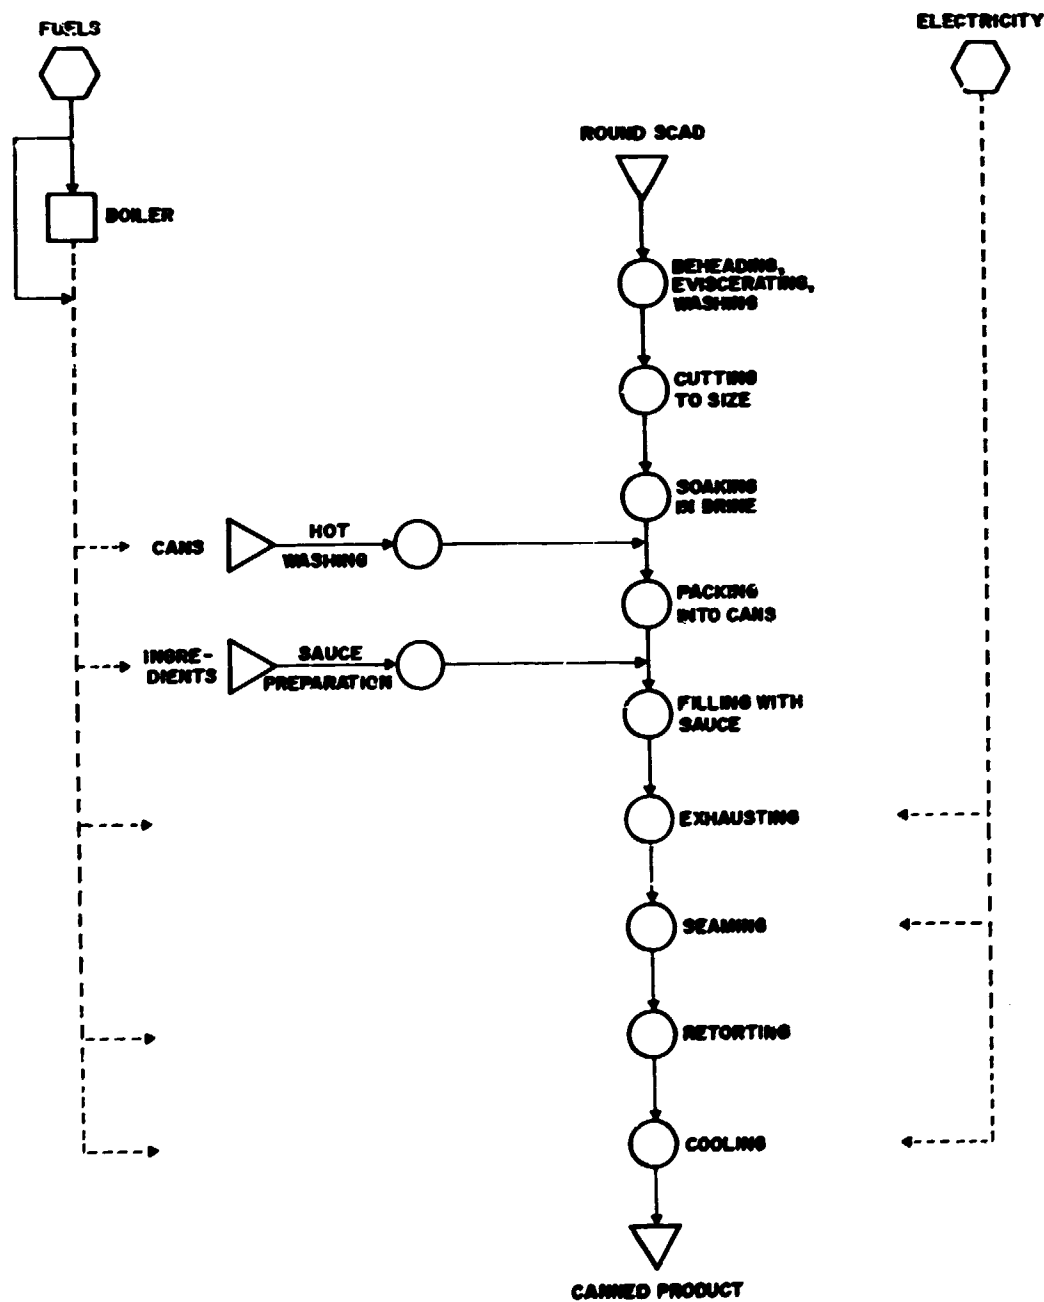 FUELS
ELECTRICITY
ROUND SCAD
BOILER
BEHEADING,
EVISCERATING,
WASHING
CUTTING
TO SIZE
SOAKING
IN BRINE
CANS
HOT
WASHING
PACKING
INTO CANS
INGRE-
DIENTS
SAUCE
PREPARATION
FILLING WITH
SAUCE
EXHAUSTING
SEAMING
RETORTING
COOLING
CANNED PRODUCT